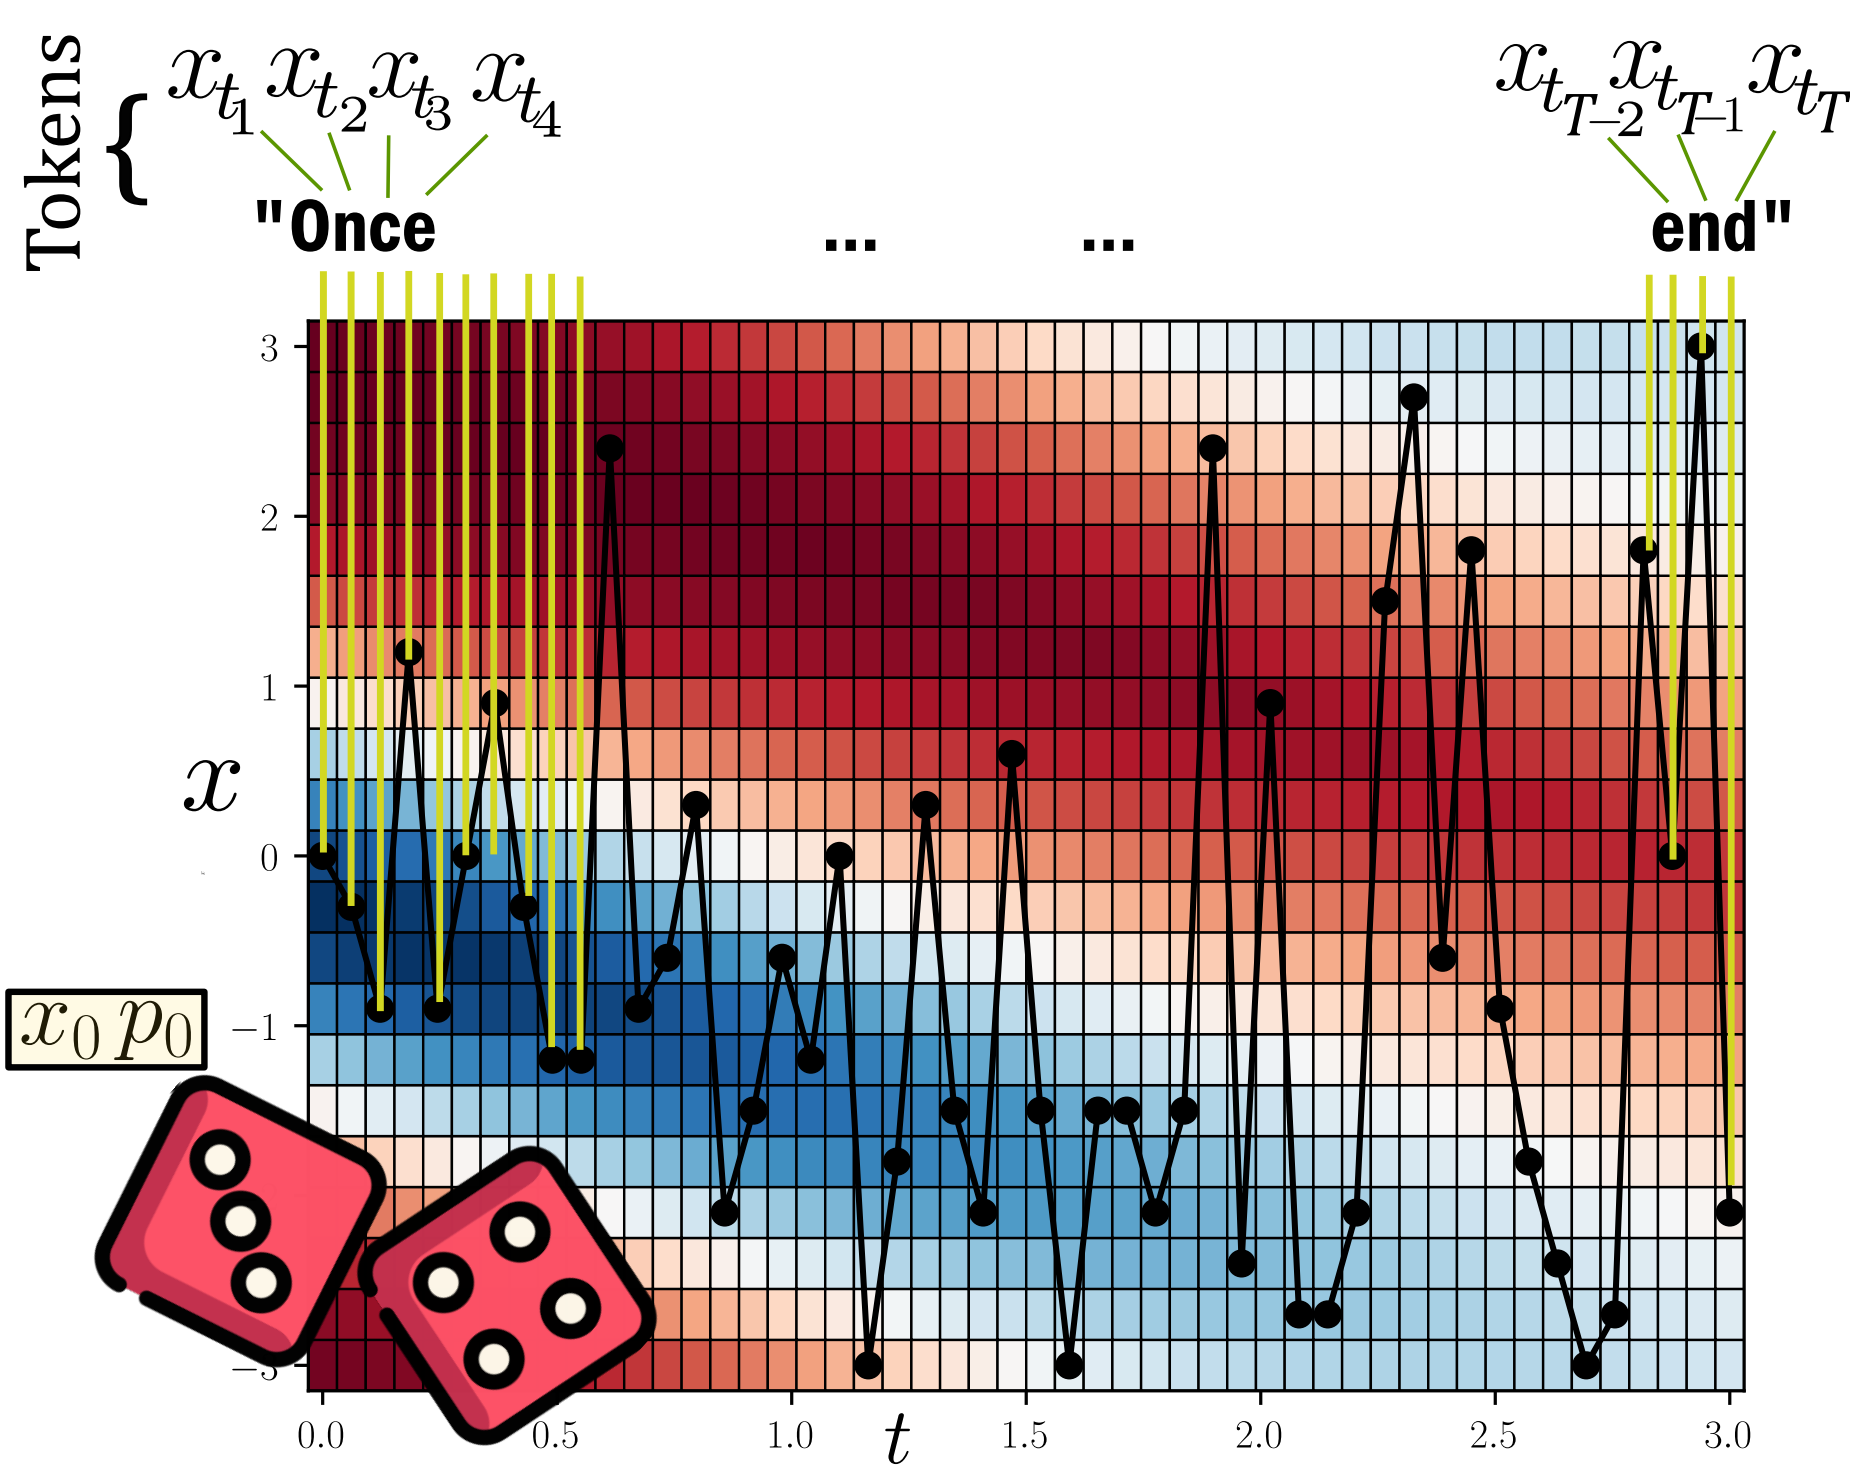 Tokens
{ x_{t_1} x_{t_2} x_{t_3} x_{t_4} x_{t_{T-2}} x_{t_{T-1}} x_{t_T}
"Once ... ... end"
3
2
1
x
0
x_0 p_0
−1
−3
0.0 0.5 1.0 1.5 2.0 2.5 3.0
t